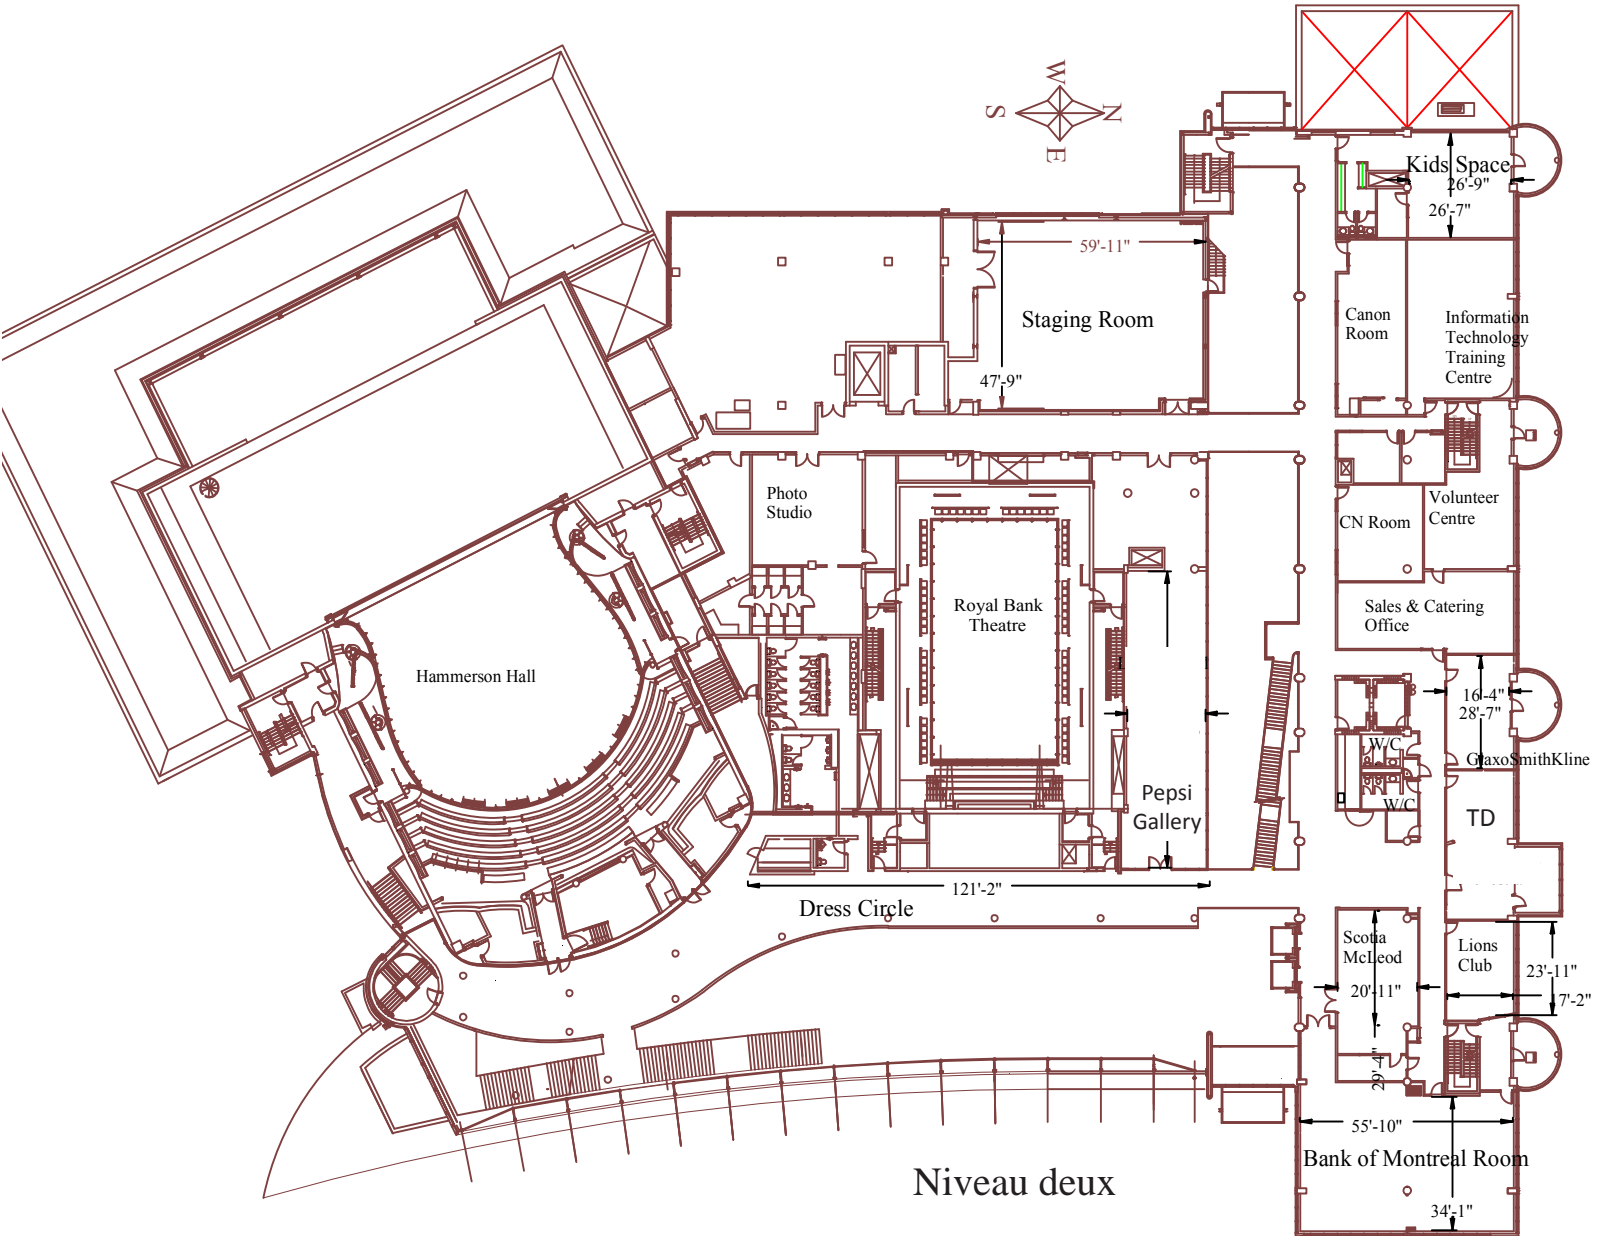 W
S
N
E
Kids Space
26'-9"
26'-7"
59'-11"
Staging Room
47'-9"
Canon
Room
Information
Technology
Training
Centre
Photo
Studio
Volunteer
Centre
CN Room
Royal Bank
Theatre
Sales & Catering
Office
Hammerson Hall
16'-4"
28'-7"
W/C
GlaxoSmithKline
W/C
Pepsi
Gallery
TD
121'-2"
Dress Circle
Scotia
McLeod
20'-11"
29'-4"
Lions
Club
23'-11"
7'-2"
55'-10"
Bank of Montreal Room
34'-1"
Niveau deux